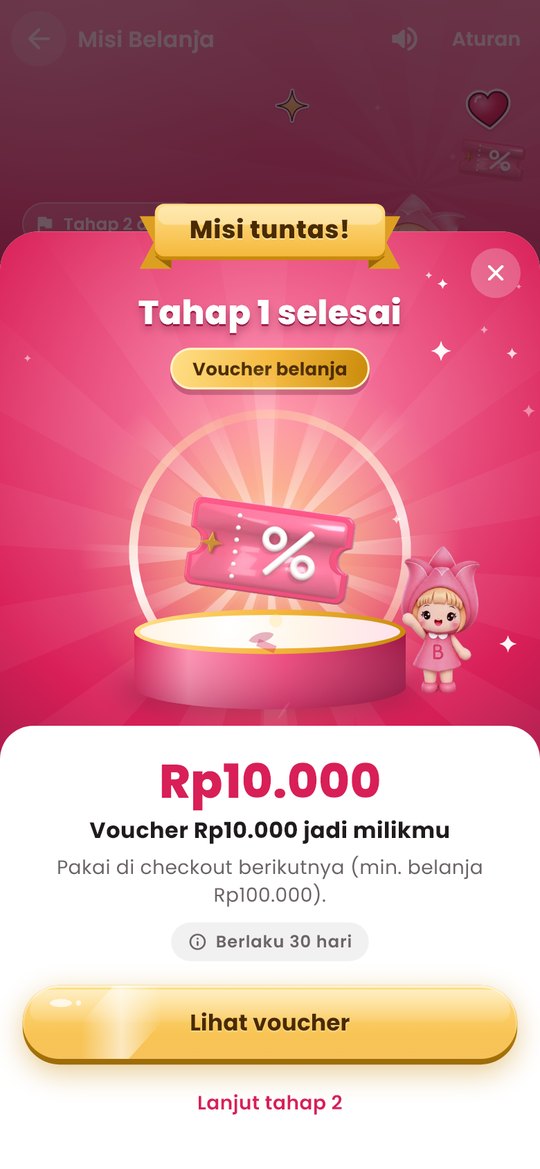 Misi Belanja
Aturan
%
Tahap 2
Misi tuntas!
Tahap 1 selesai
Voucher belanja
%
B
Rp10.000
Voucher Rp10.000 jadi milikmu
Pakai di checkout berikutnya (min. belanja
Rp100.000).
Berlaku 30 hari
Lihat voucher
Lanjut tahap 2